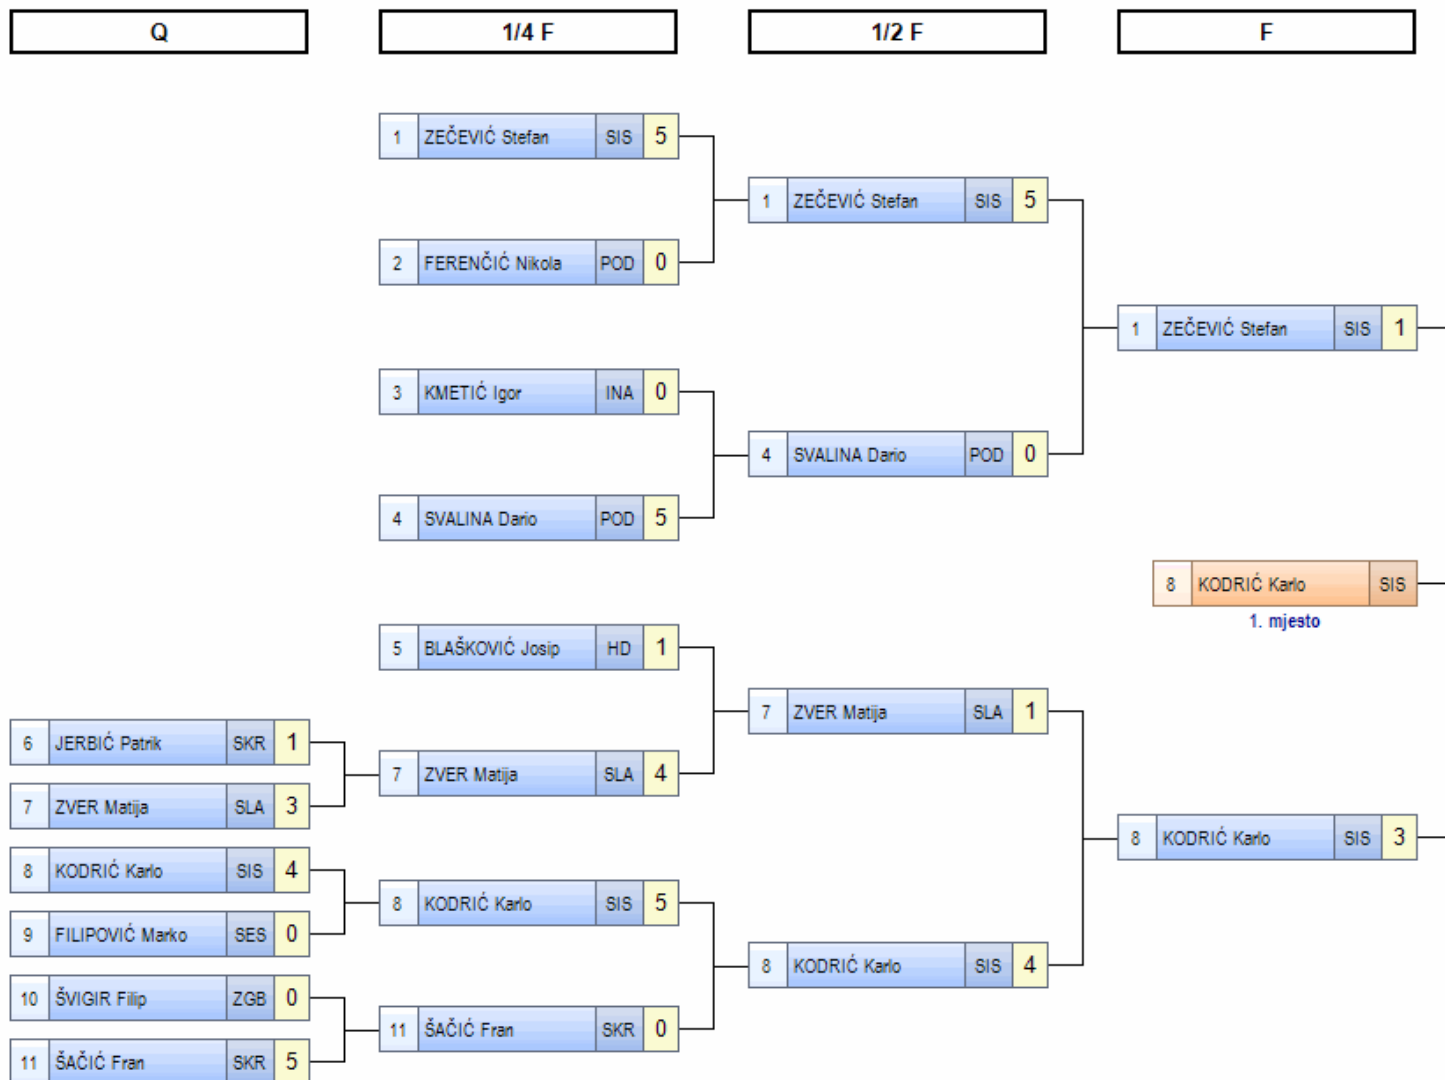 Q 1/4 F 1/2 F F
1 ZEČEVIĆ Stefan SIS 5
1 ZEČEVIĆ Stefan SIS 5
2 FERENČIĆ Nikola POD 0
1 ZEČEVIĆ Stefan SIS 1
3 KMETIĆ Igor INA 0
4 SVALINA Dario POD 0
4 SVALINA Dario POD 5
8 KODRIĆ Karlo SIS
1. mjesto
5 BLAŠKOVIĆ Josip HD 1
7 ZVER Matija SLA 1
6 JERBIĆ Patrik SKR 1
7 ZVER Matija SLA 4
7 ZVER Matija SLA 3
8 KODRIĆ Karlo SIS 3
8 KODRIĆ Karlo SIS 4
8 KODRIĆ Karlo SIS 5
9 FILIPOVIĆ Marko SES 0
8 KODRIĆ Karlo SIS 4
10 ŠVIGIR Filip ZGB 0
11 ŠAČIĆ Fran SKR 0
11 ŠAČIĆ Fran SKR 5